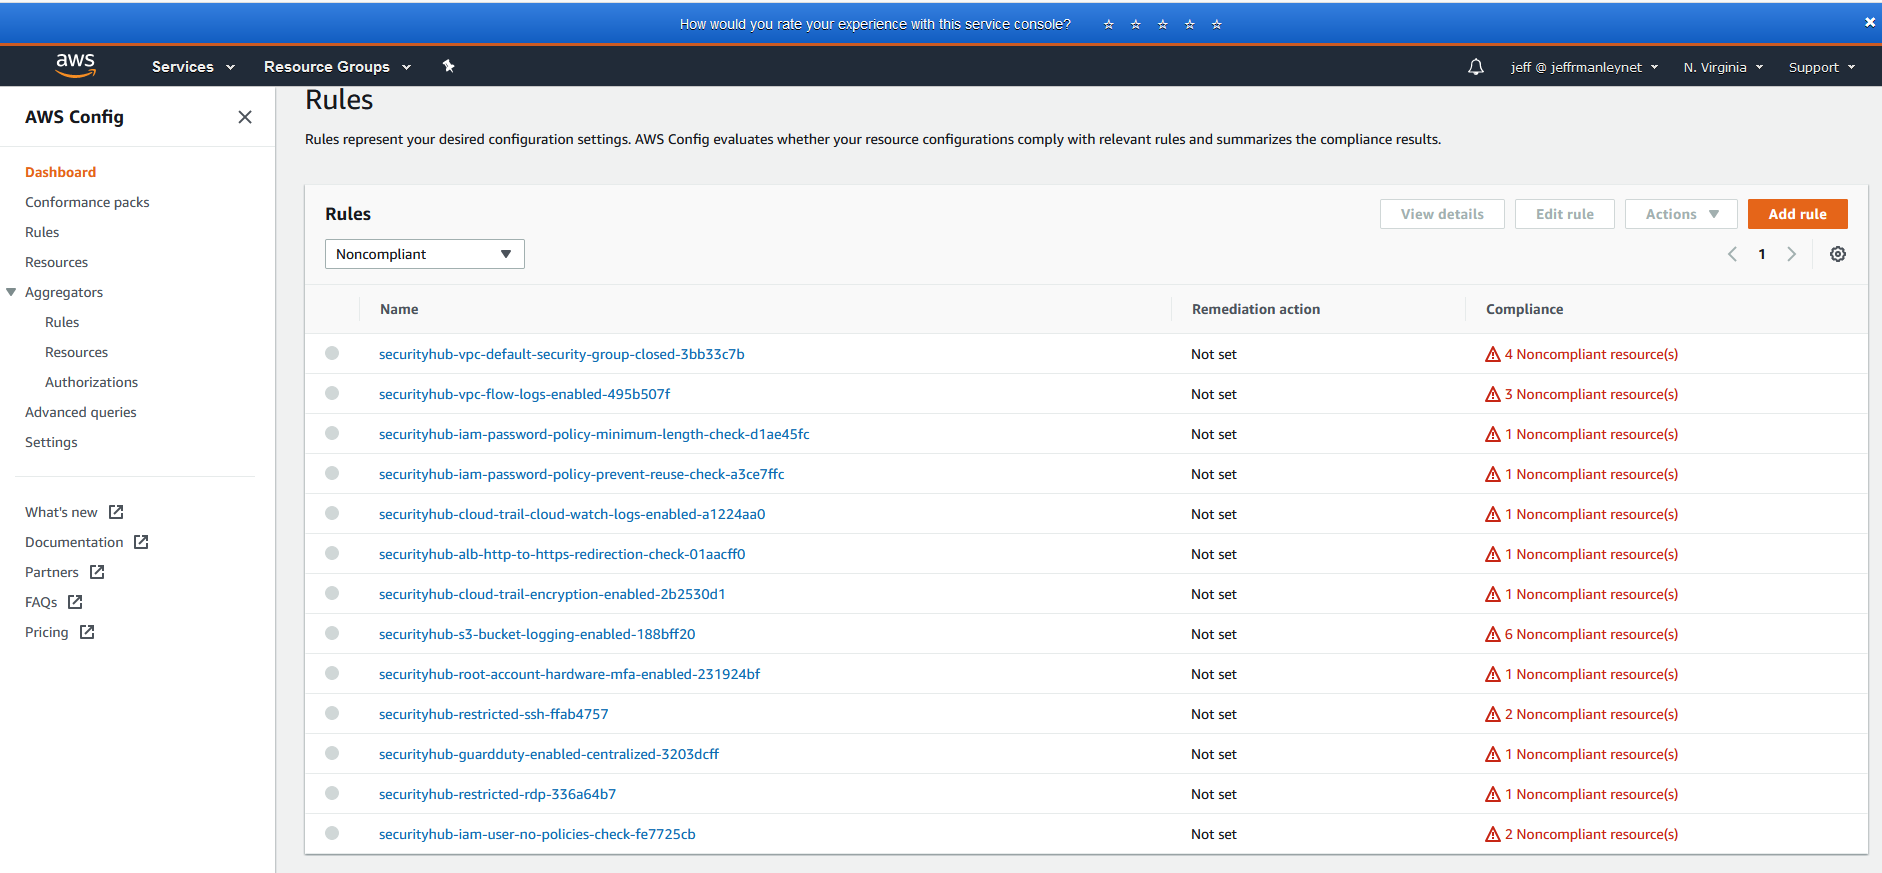 How would you rate your experience with this service console?
aws Services Resource Groups jeff @ jeffrmanleynet N. Virginia Support
AWS Config
Dashboard
Conformance packs
Rules
Resources
Aggregators
Rules
Resources
Authorizations
Advanced queries
Settings
What's new
Documentation
Partners
FAQs
Pricing
Rules
Rules represent your desired configuration settings. AWS Config evaluates whether your resource configurations comply with relevant rules and summarizes the compliance results.
Rules View details Edit rule Actions Add rule
Noncompliant 1
Name Remediation action Compliance
securityhub-vpc-default-security-group-closed-3bb33c7b Not set 4 Noncompliant resource(s)
securityhub-vpc-flow-logs-enabled-495b507f Not set 3 Noncompliant resource(s)
securityhub-iam-password-policy-minimum-length-check-d1ae45fc Not set 1 Noncompliant resource(s)
securityhub-iam-password-policy-prevent-reuse-check-a3ce7ffc Not set 1 Noncompliant resource(s)
securityhub-cloud-trail-cloud-watch-logs-enabled-a1224aa0 Not set 1 Noncompliant resource(s)
securityhub-alb-http-to-https-redirection-check-01aacff0 Not set 1 Noncompliant resource(s)
securityhub-cloud-trail-encryption-enabled-2b2530d1 Not set 1 Noncompliant resource(s)
securityhub-s3-bucket-logging-enabled-188bff20 Not set 6 Noncompliant resource(s)
securityhub-root-account-hardware-mfa-enabled-231924bf Not set 1 Noncompliant resource(s)
securityhub-restricted-ssh-ffab4757 Not set 2 Noncompliant resource(s)
securityhub-guardduty-enabled-centralized-3203dcff Not set 1 Noncompliant resource(s)
securityhub-restricted-rdp-336a64b7 Not set 1 Noncompliant resource(s)
securityhub-iam-user-no-policies-check-fe7725cb Not set 2 Noncompliant resource(s)